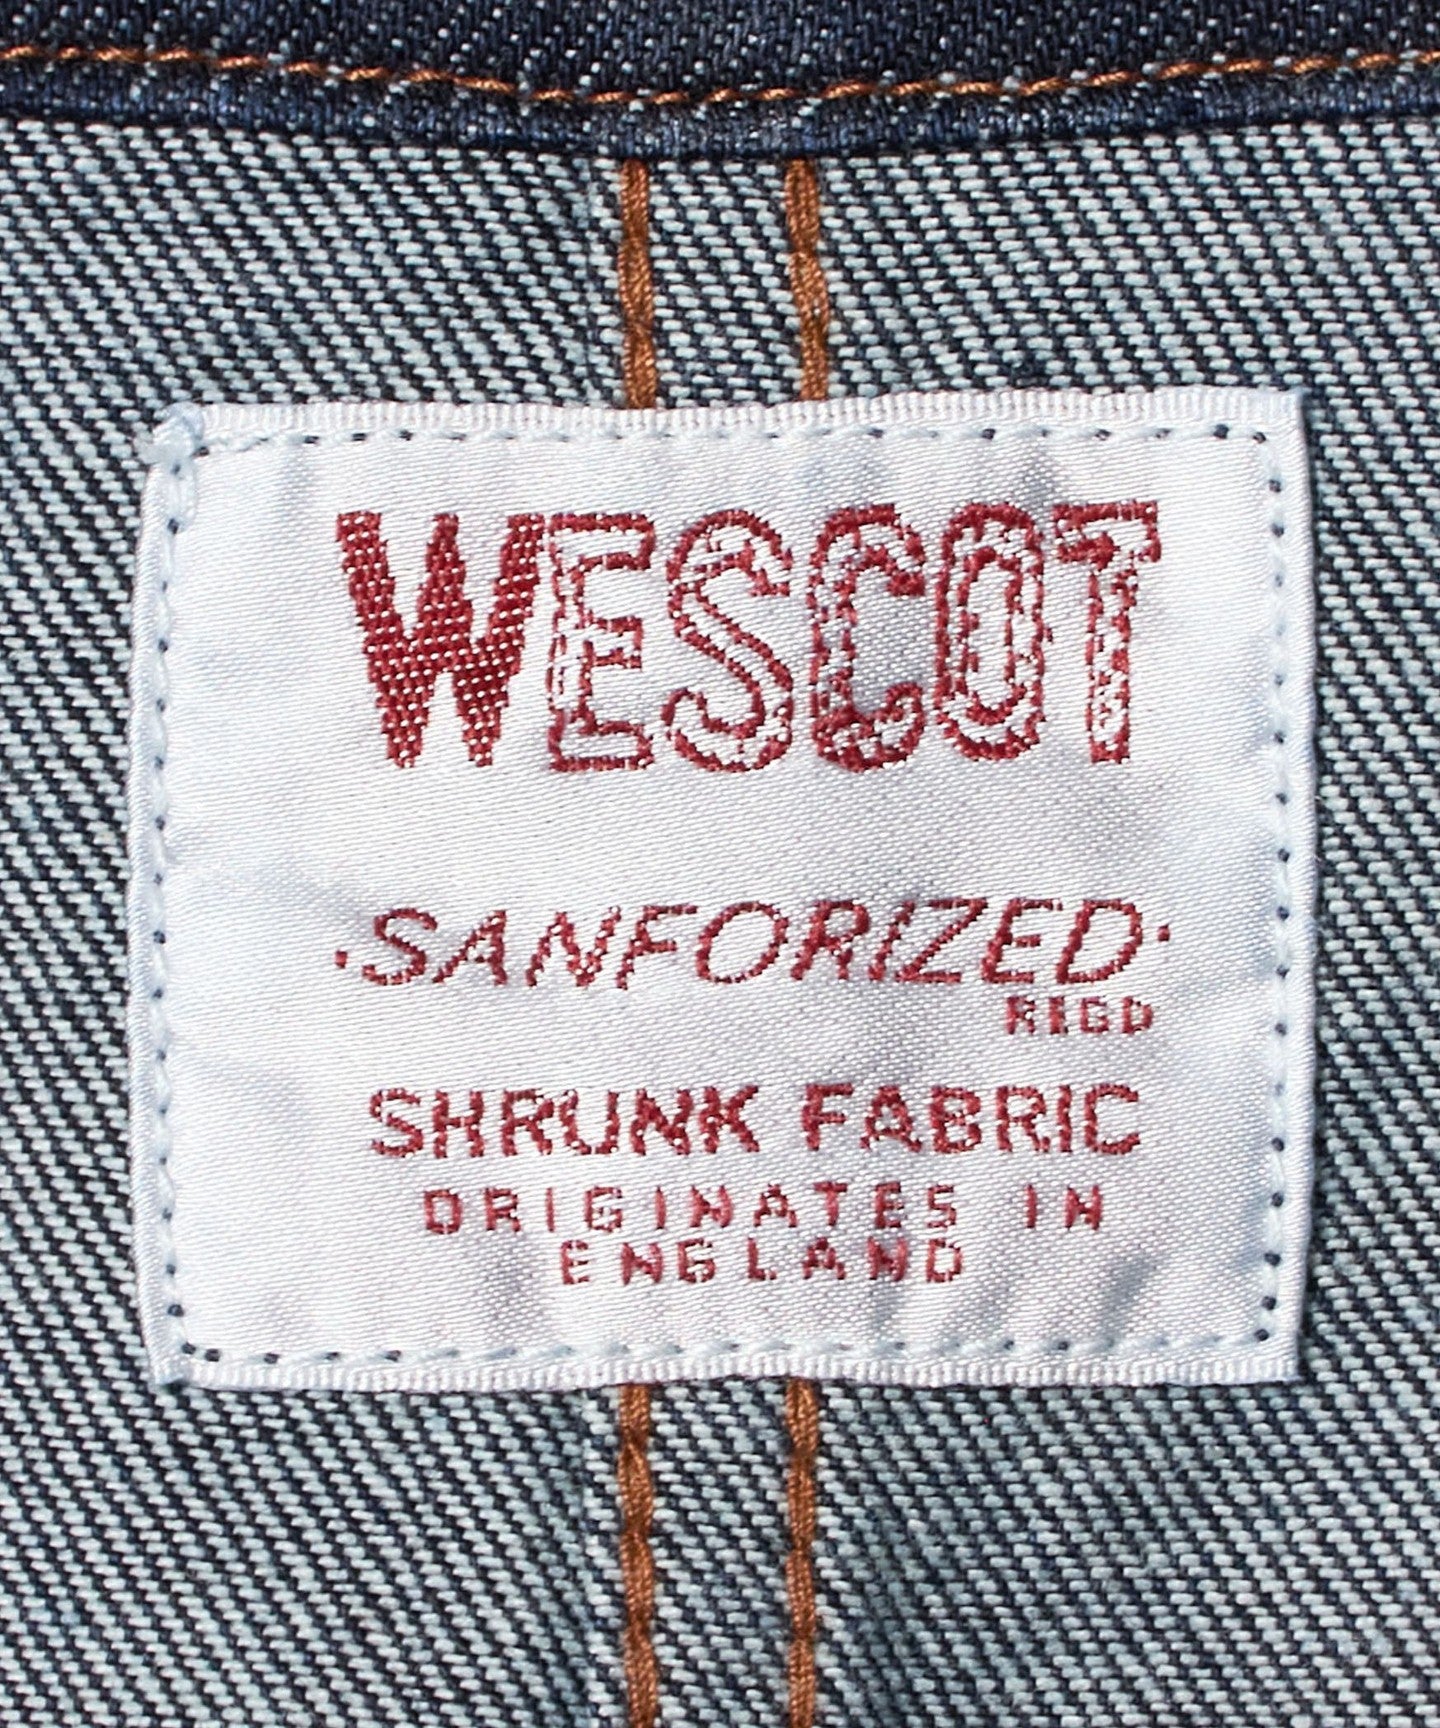 WESCOT
·SANFORIZED·
REGD
SHRUNK FABRIC
ORIGINATES IN
ENGLAND